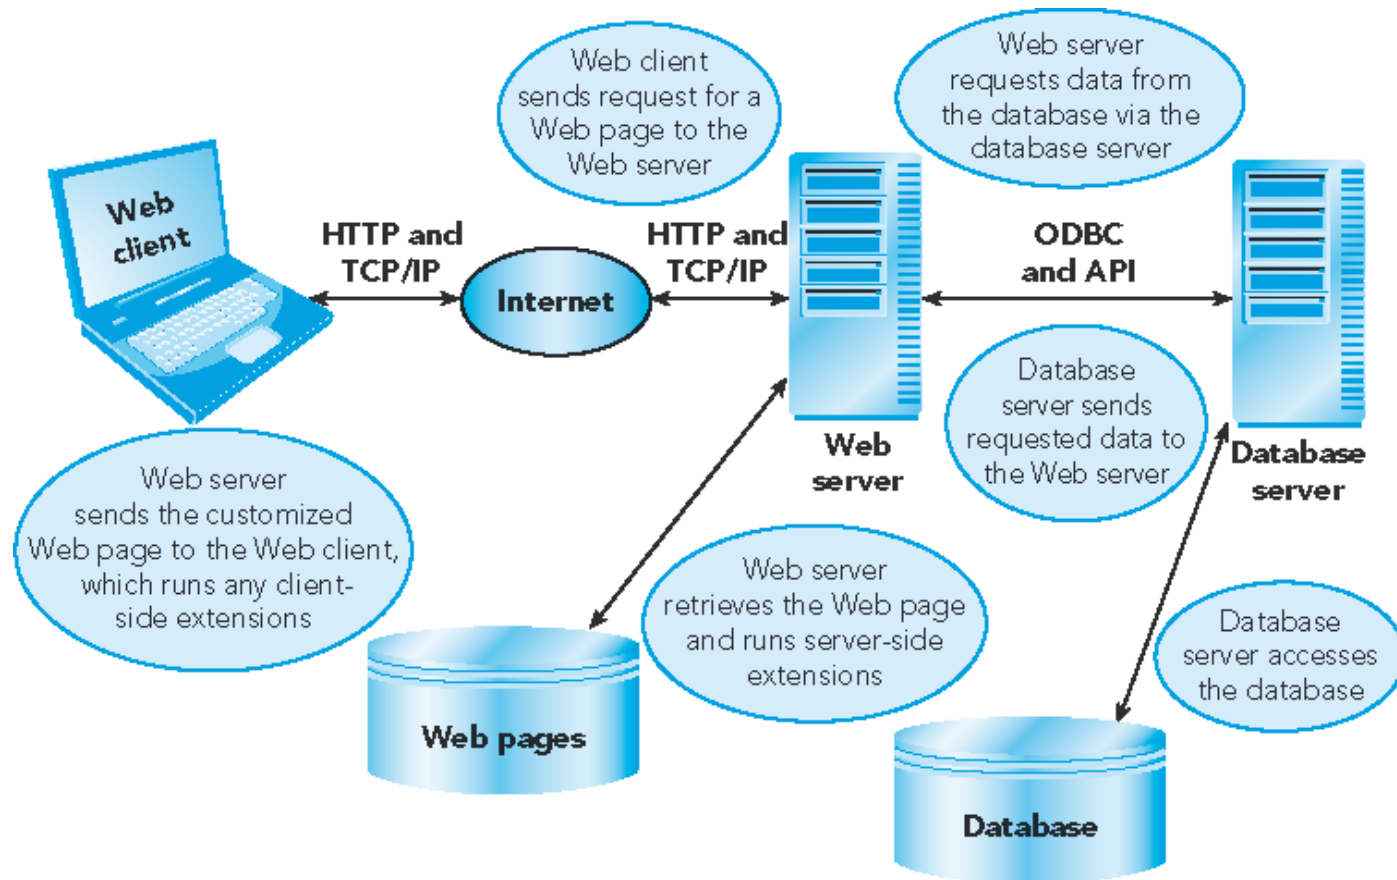 Web client
sends request for a
Web page to the
Web server
Web server
requests data from
the database via the
database server
Web
client
HTTP and
TCP/IP
Internet
HTTP and
TCP/IP
ODBC
and API
Web
server
Database
server sends
requested data to
the Web server
Database
server
Web server
sends the customized
Web page to the Web client,
which runs any client-
side extensions
Web server
retrieves the Web page
and runs server-side
extensions
Database
server accesses
the database
Web pages
Database